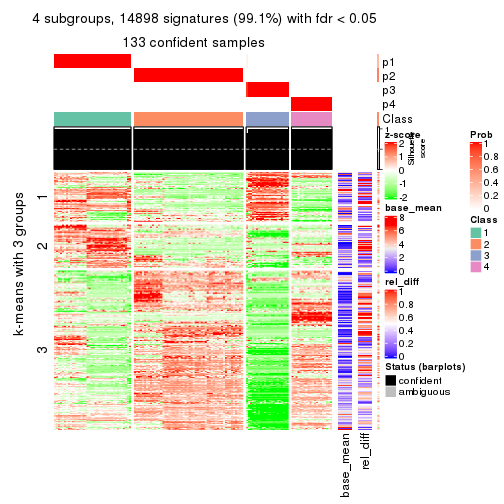 4 subgroups, 14898 signatures (99.1%) with fdr < 0.05
133 confident samples
p1
p2
p3
p4
Class
1
Silhouette
score
k-means with 3 groups
1
2
3
z-score
2
1
0
-1
-2
base_mean
8
6
4
2
0
rel_diff
1
0.8
0.6
0.4
0.2
0
Status (barplots)
confident
ambiguous
Prob
1
0.8
0.6
0.4
0.2
0
Class
1
2
3
4
base_mean
rel_diff